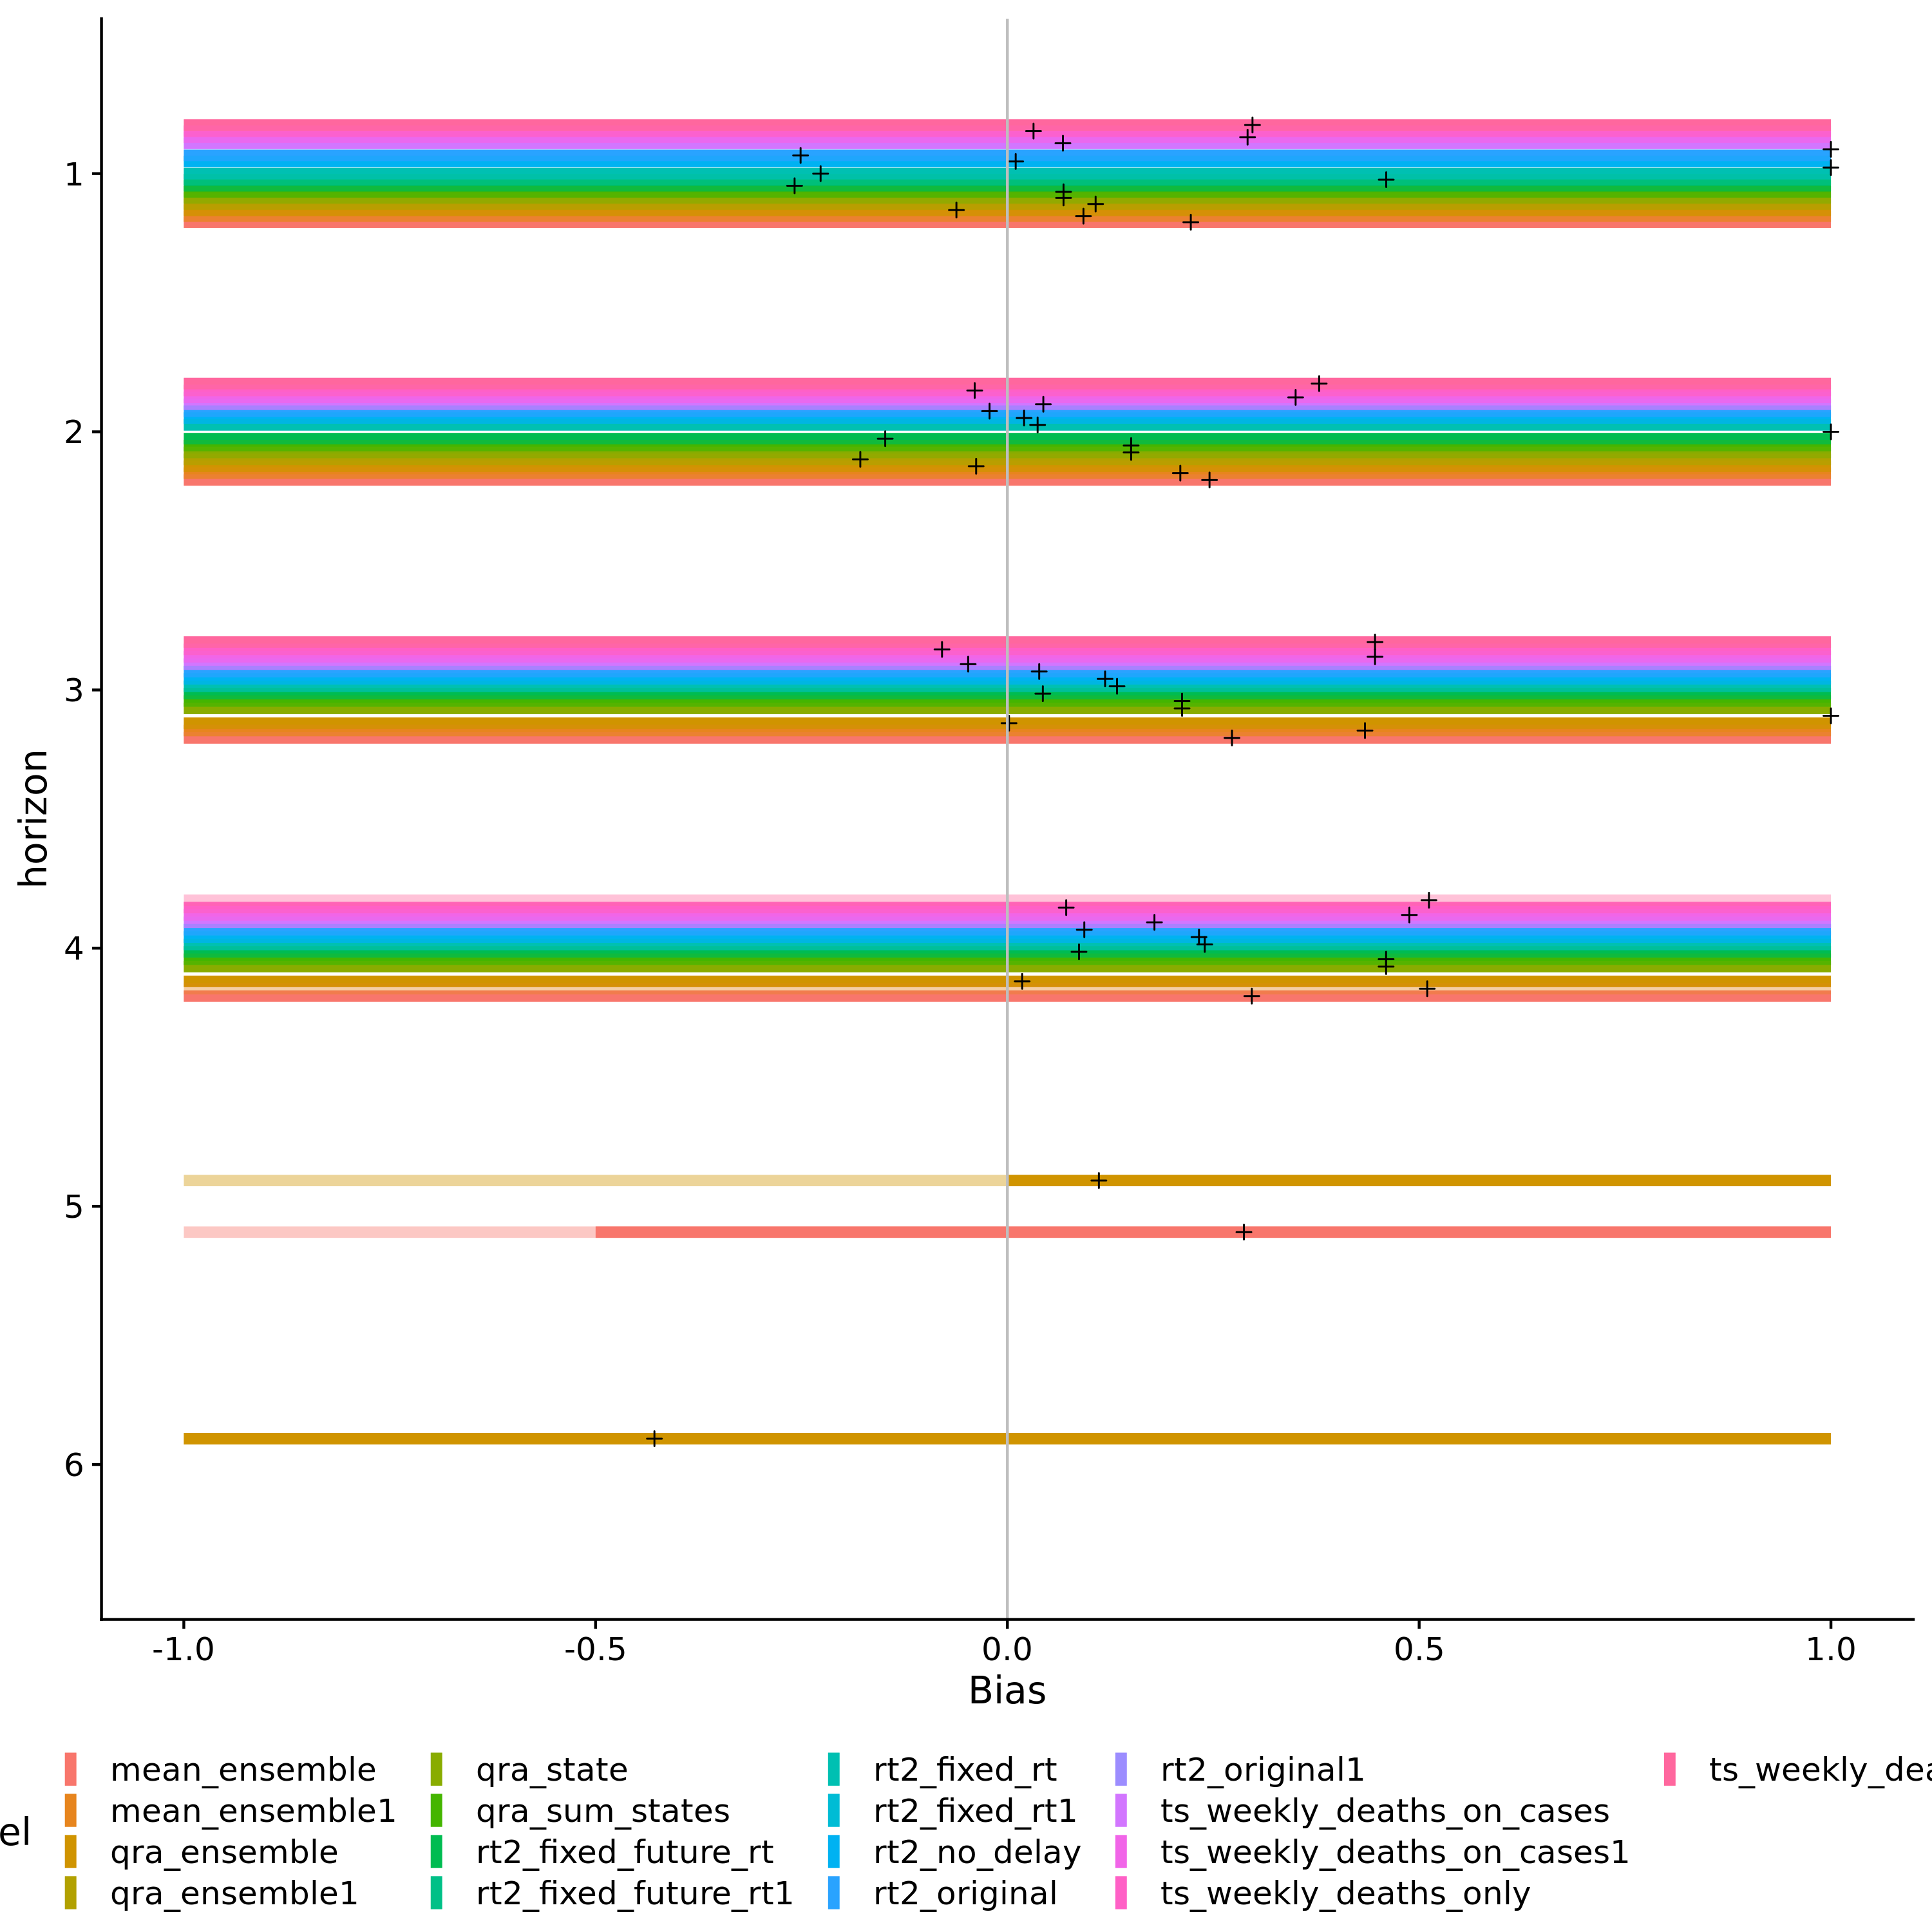 1
2
3
4
5
6
horizon
-1.0 -0.5 0.0 0.5 1.0
Bias
el
mean_ensemble qra_state rt2_fixed_rt rt2_original1 ts_weekly_dea
mean_ensemble1 qra_sum_states rt2_fixed_rt1 ts_weekly_deaths_on_cases
qra_ensemble rt2_fixed_future_rt rt2_no_delay ts_weekly_deaths_on_cases1
qra_ensemble1 rt2_fixed_future_rt1 rt2_original ts_weekly_deaths_only